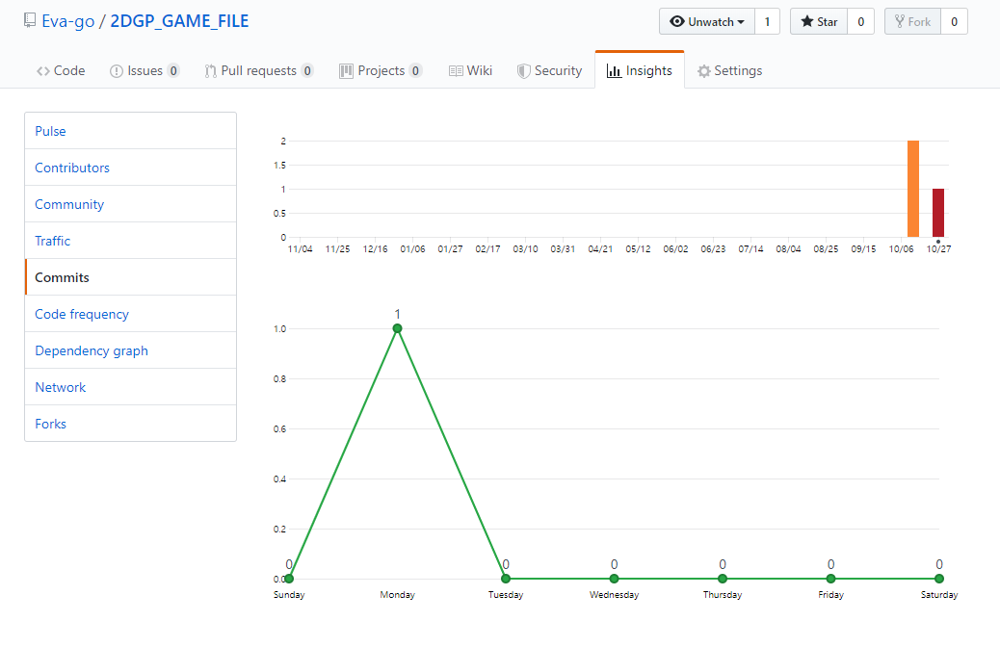 Eva-go / 2DGP_GAME_FILE
Unwatch 1 Star 0 Fork 0
Code Issues 0 Pull requests 0 Projects 0 Wiki Security Insights Settings
Pulse
Contributors
Community
Traffic
Commits
Code frequency
Dependency graph
Network
Forks
2
1.5
1
0.5
0
11/04 11/25 12/16 01/06 01/27 02/17 03/10 03/31 04/21 05/12 06/02 06/23 07/14 08/04 08/25 09/15 10/06 10/27
1
1.0
0.8
0.6
0.4
0.2
0 0 0 0 0 0
0.0
Sunday Monday Tuesday Wednesday Thursday Friday Saturday